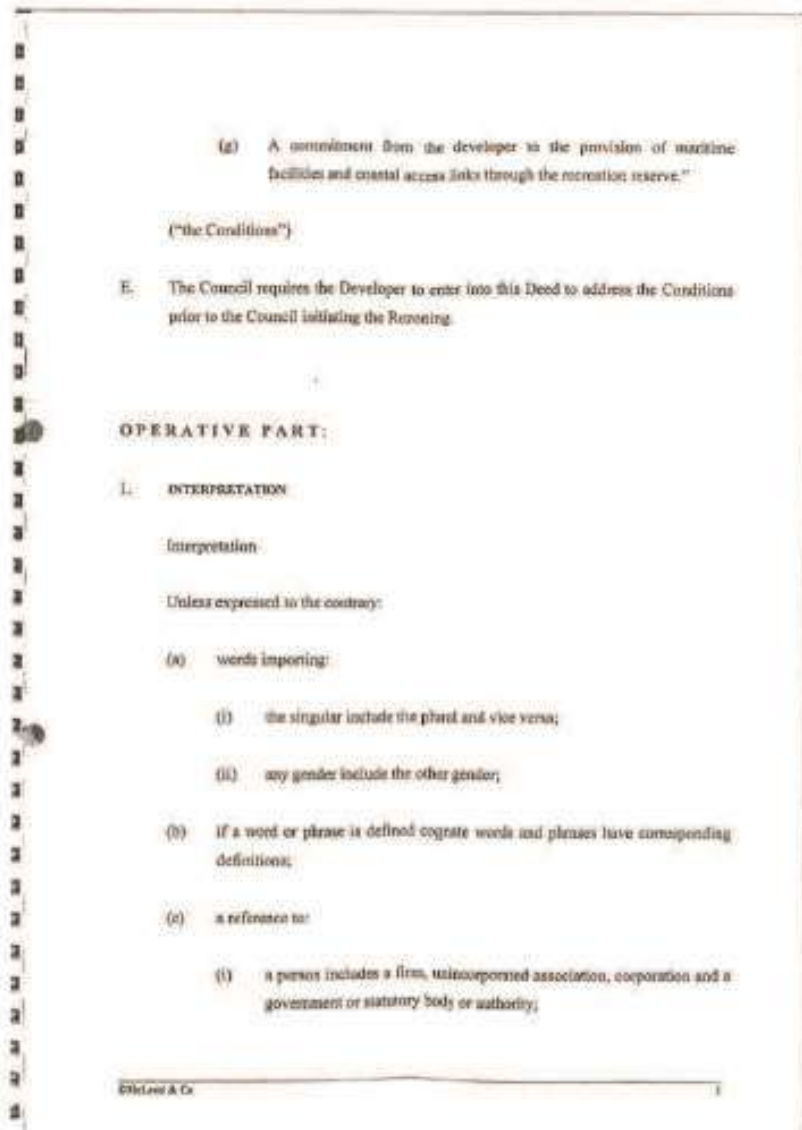 (g) A commitment from the developer to the provision of maritime
facilities and coastal access links through the recreation reserve."
("the Conditions")
E. The Council requires the Developer to enter into this Deed to address the Conditions
prior to the Council initiating the Rezoning.
OPERATIVE PART:
1. INTERPRETATION
Interpretation
Unless expressed to the contrary:
(a) words importing:
(i) the singular include the plural and vice versa;
(ii) any gender include the other gender;
(b) if a word or phrase is defined cognate words and phrases have corresponding
definitions;
(c) a reference to:
(i) a person includes a firm, unincorporated association, corporation and a
government or statutory body or authority;
©McLeod & Co